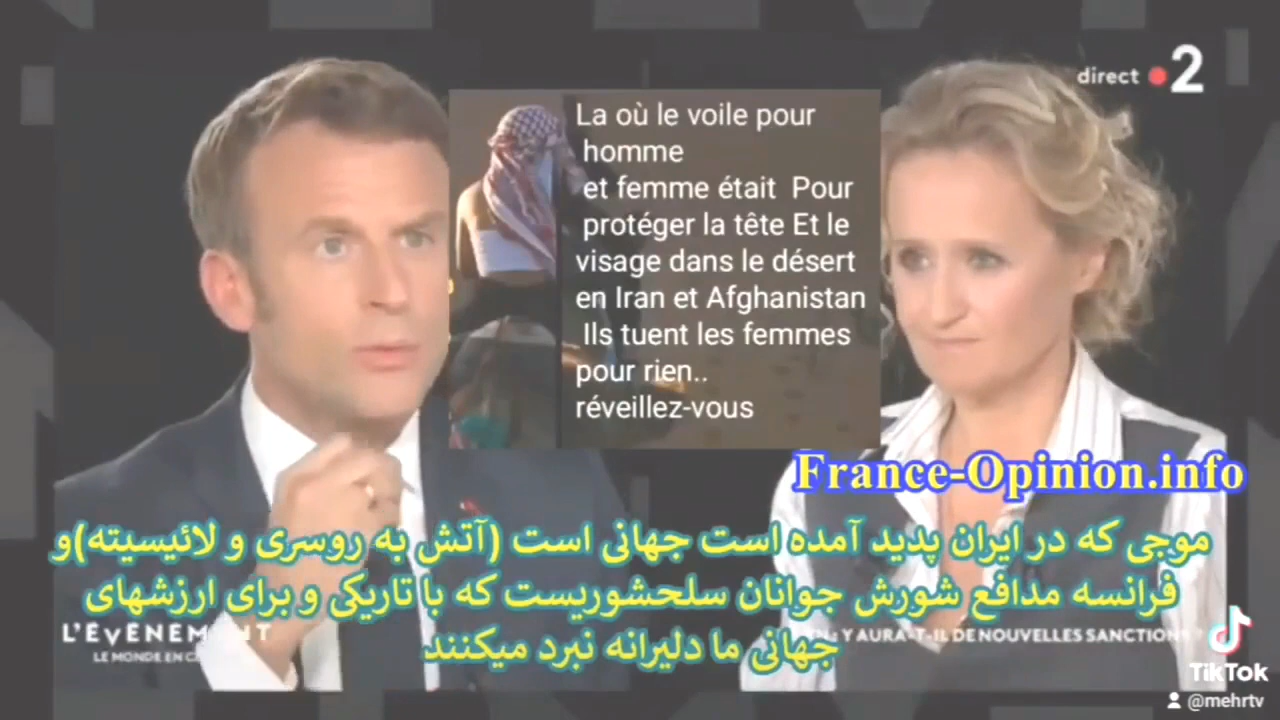 direct 2
La où le voile pour
homme
et femme était Pour
protéger la tête Et le
visage dans le désert
en Iran et Afghanistan
Ils tuent les femmes
pour rien..
réveillez-vous
France-Opinion.info
موجی که در ایران پدید آمده است جهانی است (آتش به روسری و لائیسیته)و
فرانسه مدافع شورش جوانان سلحشوریست که با تاریکی و برای ارزشهای
جهانی ما دلیرانه نبرد میکنند
L'ÉVÉNEMENT
LE MONDE EN
Y AURA-T-IL DE NOUVELLES SANCTIONS
TikTok
@mehrtv